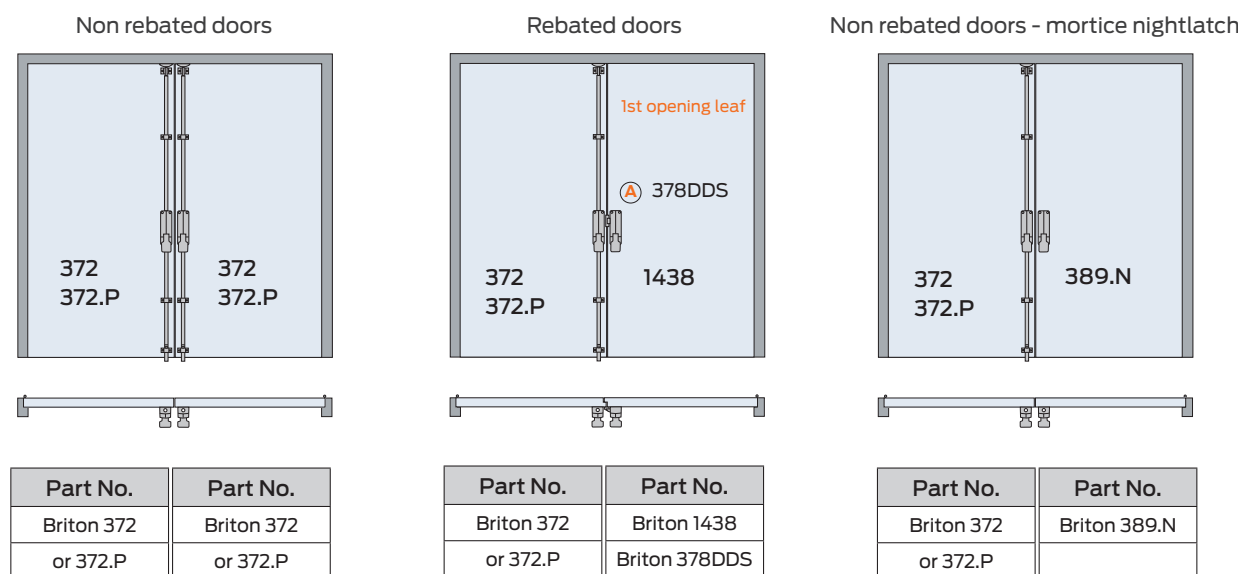 Non rebated doors
372
372.P
372
372.P
Part No. Part No.
Briton 372 Briton 372
or 372.P or 372.P
Rebated doors
1st opening leaf
A 378DDS
372
372.P
1438
Part No. Part No.
Briton 372 Briton 1438
or 372.P Briton 378DDS
Non rebated doors - mortice nightlatch
372
372.P
389.N
Part No. Part No.
Briton 372 Briton 389.N
or 372.P